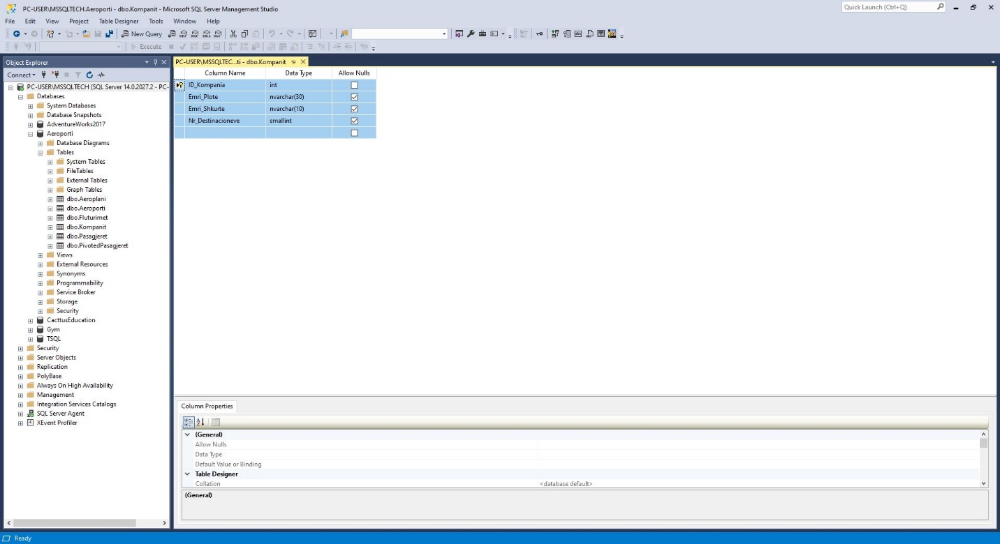 PC-USER\MSSQLTECH.Aeroporti - dbo.Kompanit - Microsoft SQL Server Management Studio
Quick Launch (Ctrl+Q)
File Edit View Project Table Designer Tools Window Help
New Query
Execute
Object Explorer
PC-USER\MSSQLTEC...ti - dbo.Kompanit
Connect
Column Name Data Type Allow Nulls
ID_Kompania int
Emri_Plote nvarchar(30)
Emri_Shkurte nvarchar(10)
Nr_Destinacioneve smallint
PC-USER\MSSQLTECH (SQL Server 14.0.2027.2 - PC-
Databases
System Databases
Database Snapshots
AdventureWorks2017
Aeroporti
Database Diagrams
Tables
System Tables
FileTables
External Tables
Graph Tables
dbo.Aeroplani
dbo.Aeroporti
dbo.Fluturimet
dbo.Kompanit
dbo.Pasagjeret
dbo.PivotedPasagjeret
Views
External Resources
Synonyms
Programmability
Service Broker
Storage
Security
CacttusEducation
Gym
TSQL
Security
Server Objects
Replication
PolyBase
Always On High Availability
Management
Integration Services Catalogs
SQL Server Agent
XEvent Profiler
Column Properties
(General)
Allow Nulls
Data Type
Default Value or Binding
Table Designer
Collation <database default>
(General)
Ready